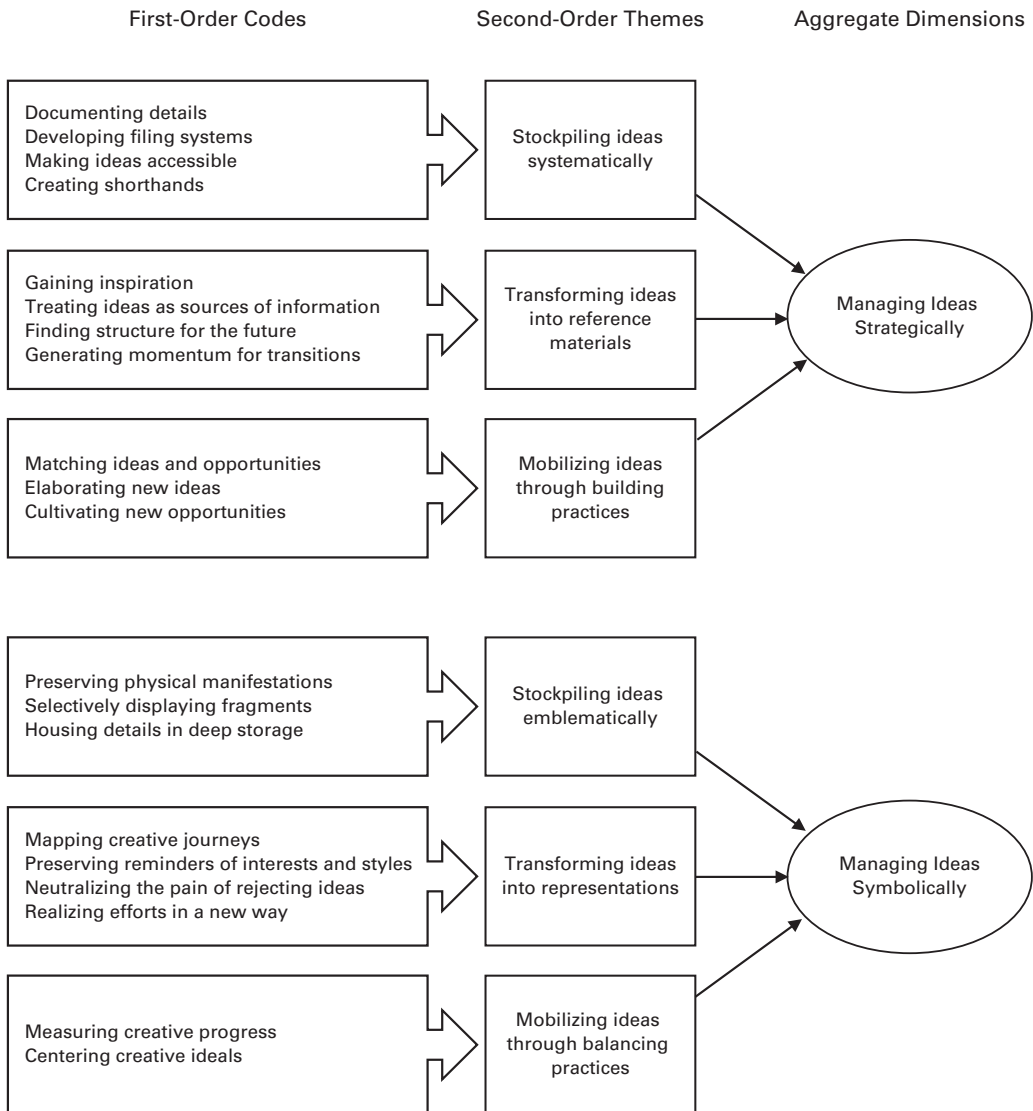 First-Order Codes
Second-Order Themes
Aggregate Dimensions
Documenting details
Developing filing systems
Making ideas accessible
Creating shorthands
Stockpiling ideas
systematically
Gaining inspiration
Treating ideas as sources of information
Finding structure for the future
Generating momentum for transitions
Transforming ideas
into reference
materials
Matching ideas and opportunities
Elaborating new ideas
Cultivating new opportunities
Mobilizing ideas
through building
practices
Managing Ideas
Strategically
Preserving physical manifestations
Selectively displaying fragments
Housing details in deep storage
Stockpiling ideas
emblematically
Mapping creative journeys
Preserving reminders of interests and styles
Neutralizing the pain of rejecting ideas
Realizing efforts in a new way
Transforming ideas
into representations
Measuring creative progress
Centering creative ideals
Mobilizing ideas
through balancing
practices
Managing Ideas
Symbolically